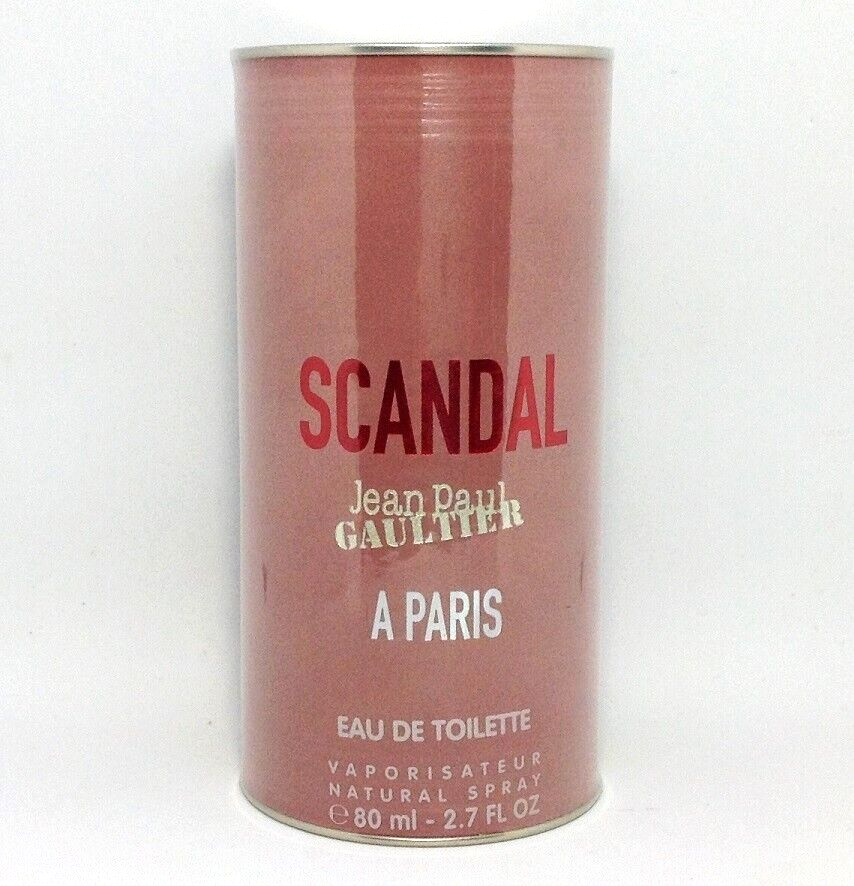 SCANDAL
Jean Paul
GAULTIER
A PARIS
EAU DE TOILETTE
VAPORISATEUR
NATURAL SPRAY
℮80 ml - 2.7 FL OZ